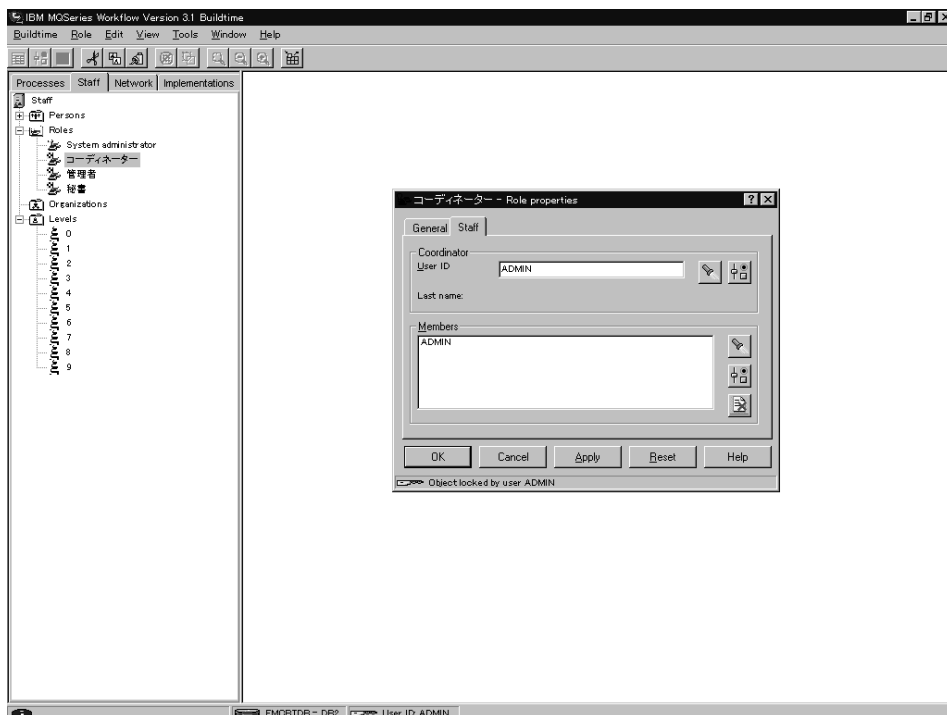 IBM MQSeries Workflow Version 3.1 Buildtime
Buildtime Role Edit View Tools Window Help
Processes Staff Network Implementations
Staff
Persons
Roles
System administrator
コーディネーター
管理者
秘書
Organizations
Levels
0
1
2
3
4
5
6
7
8
9
コーディネーター - Role properties
General Staff
Coordinator
User ID ADMIN
Last name:
Members
ADMIN
OK Cancel Apply Reset Help
Object locked by user ADMIN
FMCBTDB - DB2 User ID: ADMIN